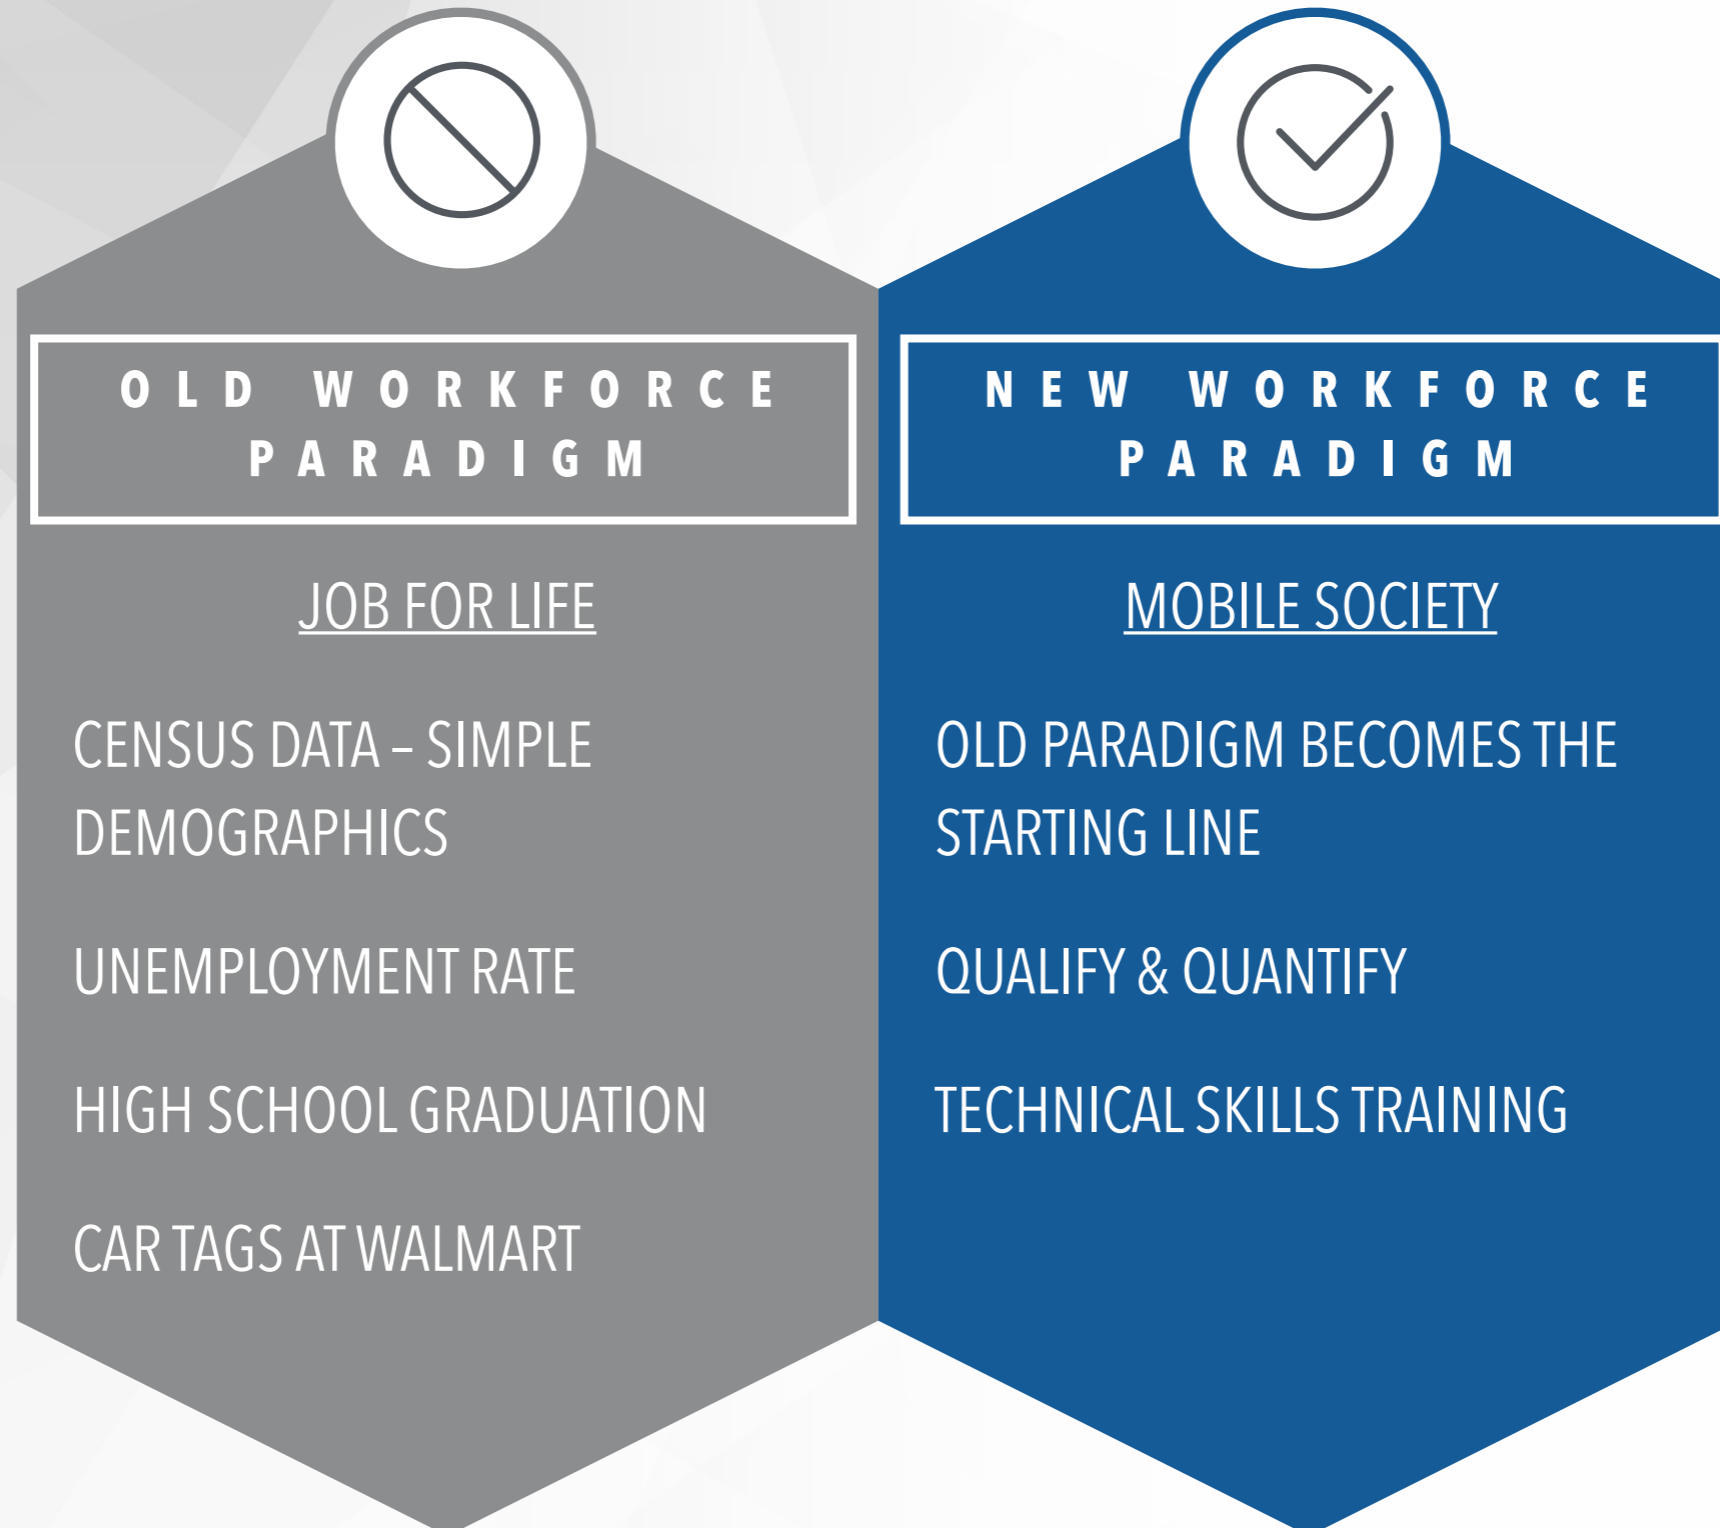 OLD WORKFORCE
PARADIGM
JOB FOR LIFE
CENSUS DATA – SIMPLE
DEMOGRAPHICS
UNEMPLOYMENT RATE
HIGH SCHOOL GRADUATION
CAR TAGS AT WALMART
NEW WORKFORCE
PARADIGM
MOBILE SOCIETY
OLD PARADIGM BECOMES THE
STARTING LINE
QUALIFY & QUANTIFY
TECHNICAL SKILLS TRAINING